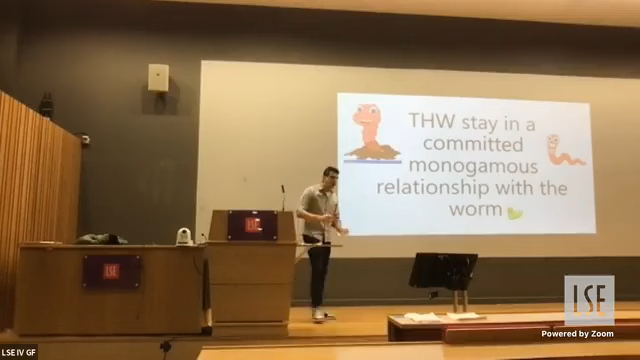 THW stay in a
committed
monogamous
relationship with the
worm
LSE
LSE
LSE
Powered by Zoom
LSE IV GF